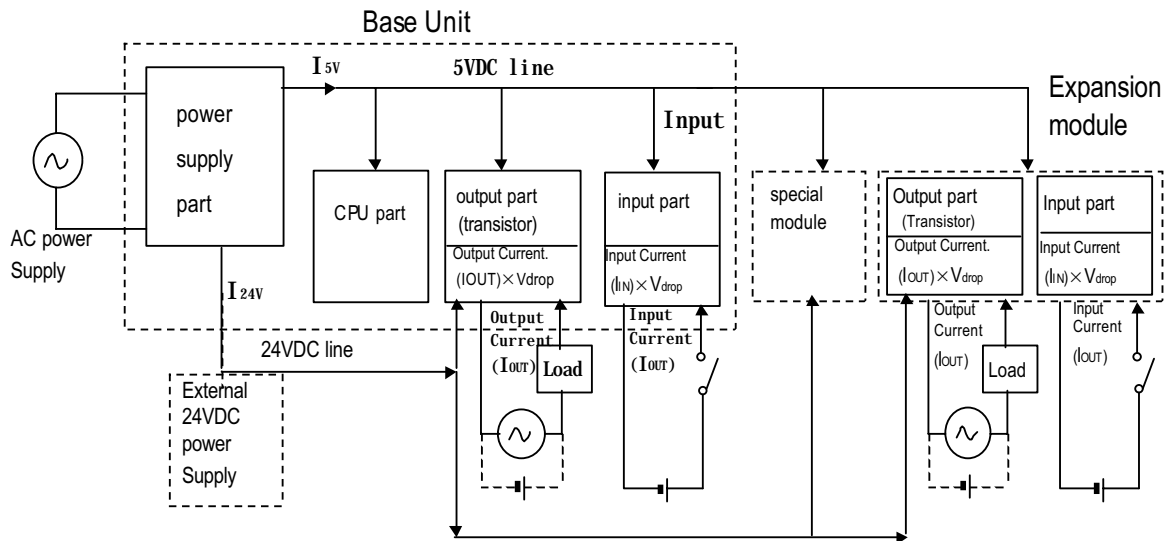 Base Unit
I5V
5VDC line
Input
Expansion
module
power
supply
part
AC power
Supply
CPU part
output part
(transistor)
Output Current.
(IOUT)×Vdrop
input part
Input Current
(IIN)×Vdrop
special
module
Output part
(Transistor)
Output Current.
(IOUT)×Vdrop
Input part
Input Current
(IIN)×Vdrop
I24V
24VDC line
External
24VDC
power
Supply
Output
Current
(IOUT)
Load
Input
Current
(IOUT)
Output
Current
(IOUT)
Load
Input
Current
(IOUT)